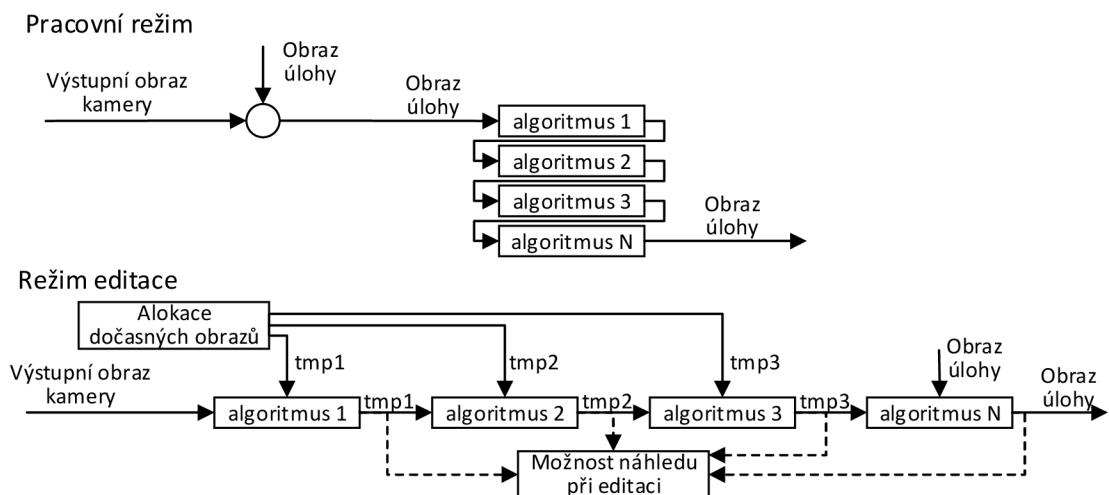 Pracovní režim
Obraz
úlohy
Výstupní obraz
kamery
Obraz
úlohy
algoritmus 1
algoritmus 2
algoritmus 3
algoritmus N
Obraz
úlohy
Režim editace
Alokace
dočasných obrazů
tmp1
tmp2
tmp3
Obraz
úlohy
Výstupní obraz
kamery
algoritmus 1
tmp1
algoritmus 2
tmp2
algoritmus 3
tmp3
algoritmus N
Obraz
úlohy
Možnost náhledu
při editaci